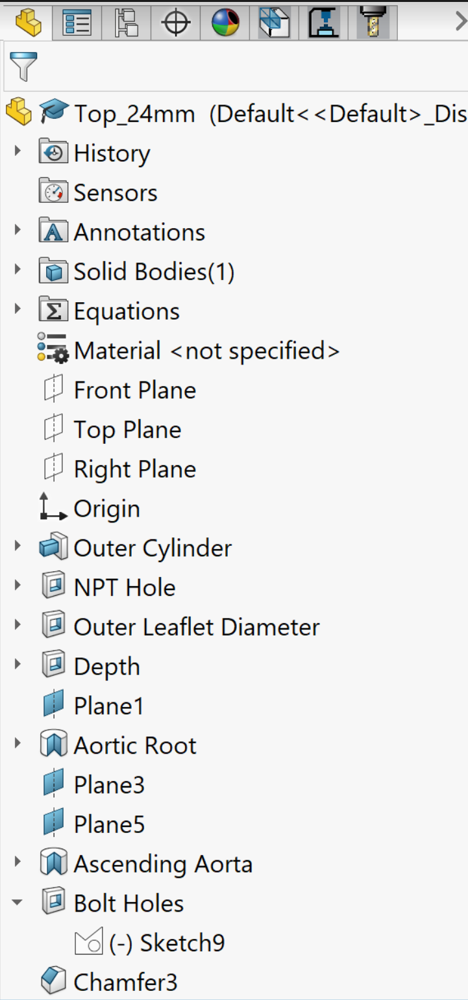 Top_24mm (Default<<Default>_Dis
History
Sensors
Annotations
Solid Bodies(1)
Equations
Material <not specified>
Front Plane
Top Plane
Right Plane
Origin
Outer Cylinder
NPT Hole
Outer Leaflet Diameter
Depth
Plane1
Aortic Root
Plane3
Plane5
Ascending Aorta
Bolt Holes
(-) Sketch9
Chamfer3